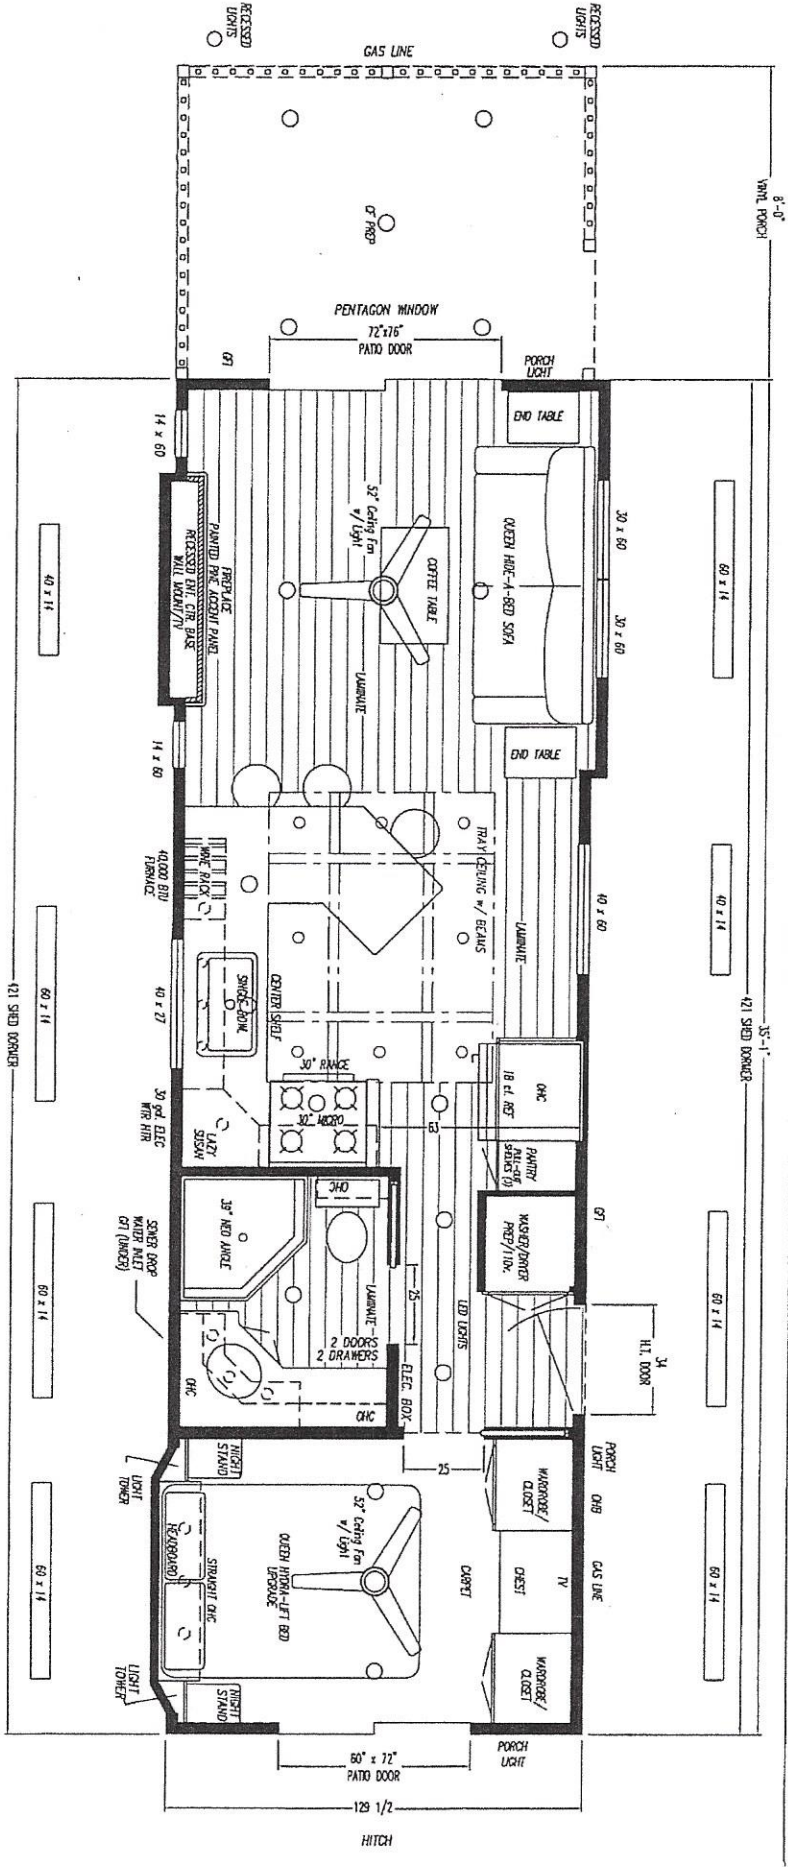 RECESSED
LIGHTS
RECESSED
LIGHTS
GAS LINE
8'-0"
VINYL PORCH
CF PREP
PENTAGON WINDOW
72"x76"
PATIO DOOR
GFI
PORCH
LIGHT
14 x 60
END TABLE
QUEEN HIDE-A-BED SOFA
30 x 60
30 x 60
60 x 14
40 x 14
52" Ceiling Fan
w/ Light
COFFEE TABLE
FIREPLACE
PAINTED PINE ACCENT PANEL
RECESSED ENT. CTR. BASE
WALL MOUNT/TV
LAMINATE
14 x 60
END TABLE
35'-1"
421 SHED DORMER
40,000 BTU
FURNACE
WINE RACK
TRAY CEILING w/ BEAMS
LAMINATE
40 x 60
40 x 14
60 x 14
421 SHED DORMER
40 x 27
SINGLE-BOWL
CENTER SHELF
30" RANGE
30" MICRO
63
OHC
18 cf. REF
30 gal. ELEC
WTR HTR
LAZY
SUSAN
PANTRY
PULL-OUT
SHELVES
GFI
WASHER/DRYER
PREP/110v.
OHC
39" NEO ANGLE
SEWER DROP
WATER INLET
GFI (UNDER)
LAMINATE
25
2 DOORS
2 DRAWERS
LED LIGHTS
34
H.T. DOOR
60 x 14
60 x 14
OHC
OHC
ELEC. BOX
25
NIGHT
STAND
LIGHT
TOWER
WARDROBE/
CLOSET
PORCH
LIGHT
OHB
GAS LINE
52" Ceiling Fan
w/ Light
HEADBOARD
STRAIGHT OHC
QUEEN HYDRA-LIFT BED
UPGRADE
CARPET
CHEST
TV
60 x 14
60 x 14
LIGHT
TOWER
NIGHT
STAND
WARDROBE/
CLOSET
60" x 72"
PATIO DOOR
PORCH
LIGHT
129 1/2
HITCH